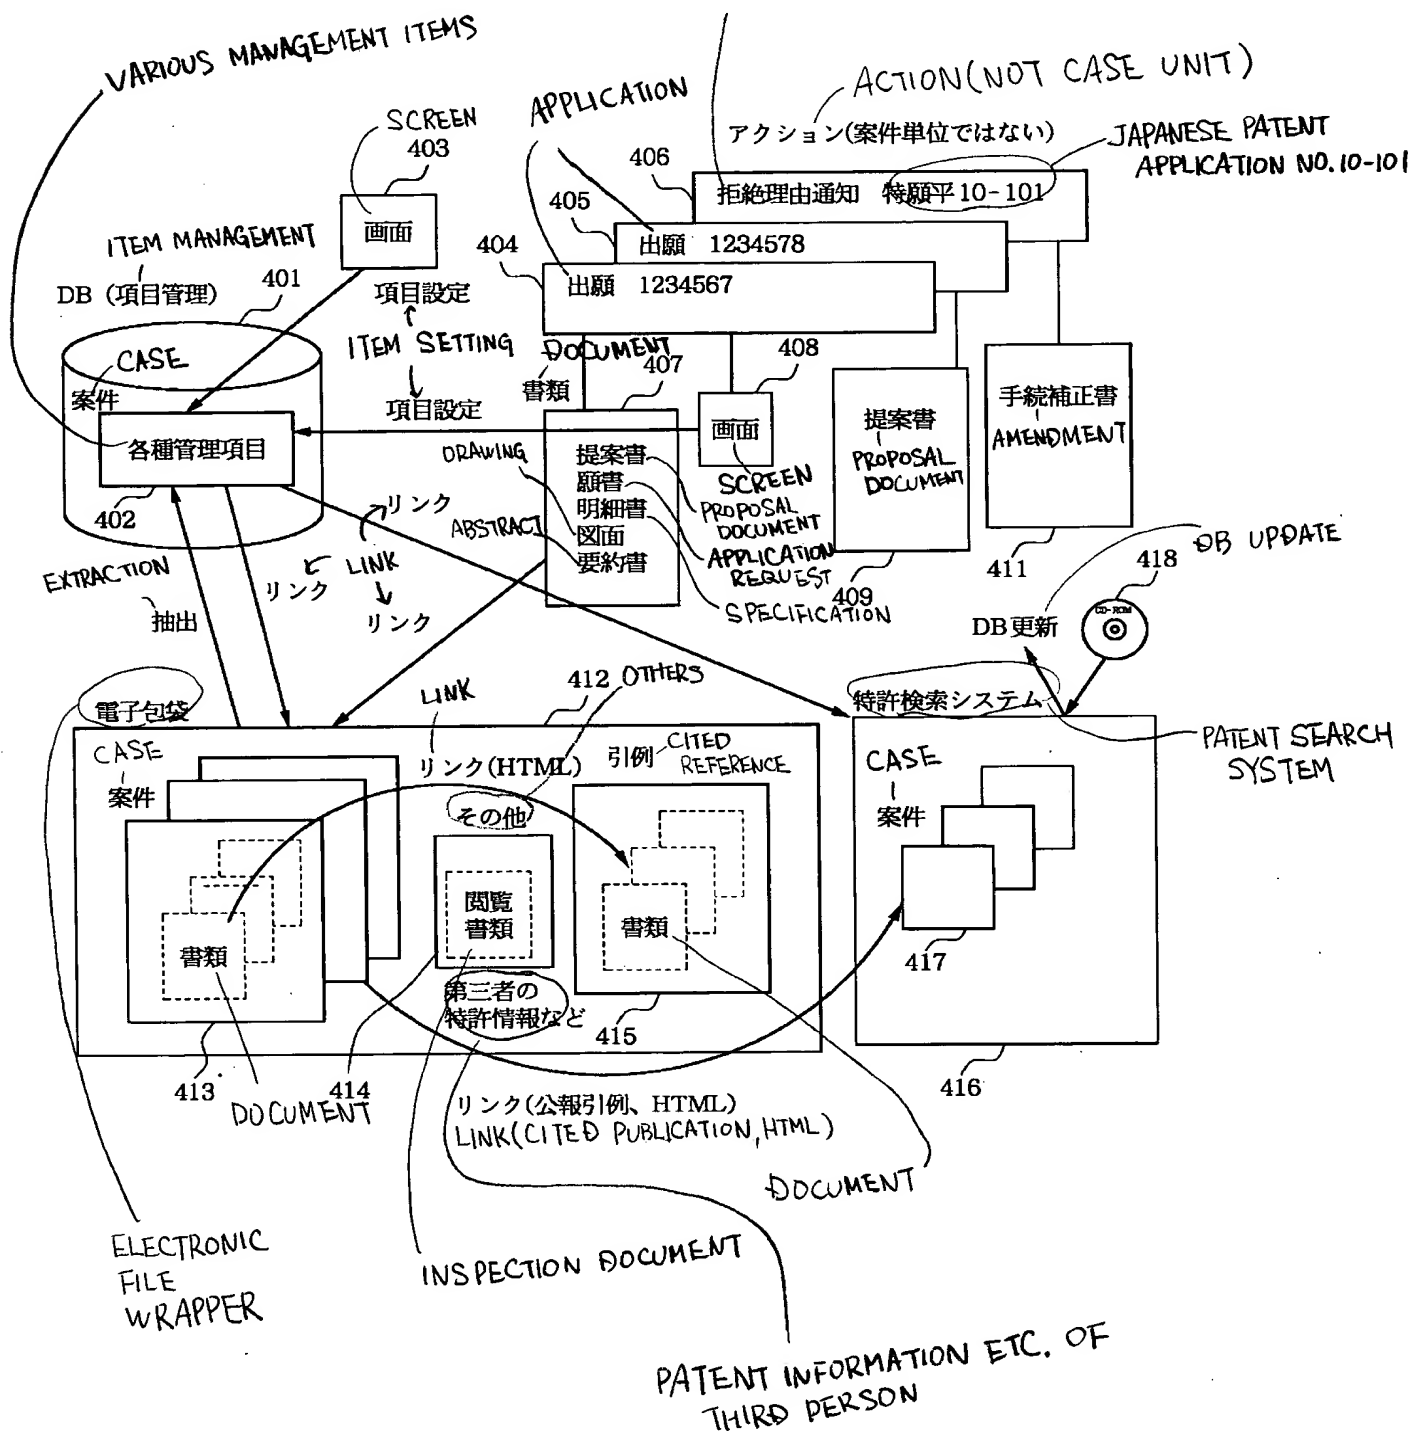 VARIOUS MANAGEMENT ITEMS
SCREEN
403
画面
APPLICATION
ACTION(NOT CASE UNIT)
アクション(案件単位ではない)
JAPANESE PATENT
APPLICATION NO. 10-101
406
拒絶理由通知 特願平10-101
405
出願 1234578
404
出願 1234567
ITEM MANAGEMENT
DB (項目管理)
401
項目設定
ITEM SETTING
項目設定
CASE
案件
各種管理項目
402
DOCUMENT
書類
407
408
画面
SCREEN
提案書
願書
明細書
図面
要約書
DRAWING
ABSTRACT
PROPOSAL
DOCUMENT
APPLICATION
REQUEST
SPECIFICATION
提案書
PROPOSAL
DOCUMENT
409
手続補正書
AMENDMENT
411
DB UPDATE
418
CD-ROM
DB更新
リンク
LINK
リンク
リンク
EXTRACTION
抽出
電子包袋
412
OTHERS
LINK
リンク(HTML)
引例
CITED
REFERENCE
CASE
案件
その他
書類
413
DOCUMENT
閲覧
書類
414
第三者の
特許情報など
書類
415
特許検索システム
PATENT SEARCH
SYSTEM
CASE
案件
417
416
リンク(公報引例、HTML)
LINK(CITED PUBLICATION, HTML)
DOCUMENT
ELECTRONIC
FILE
WRAPPER
INSPECTION DOCUMENT
PATENT INFORMATION ETC. OF
THIRD PERSON